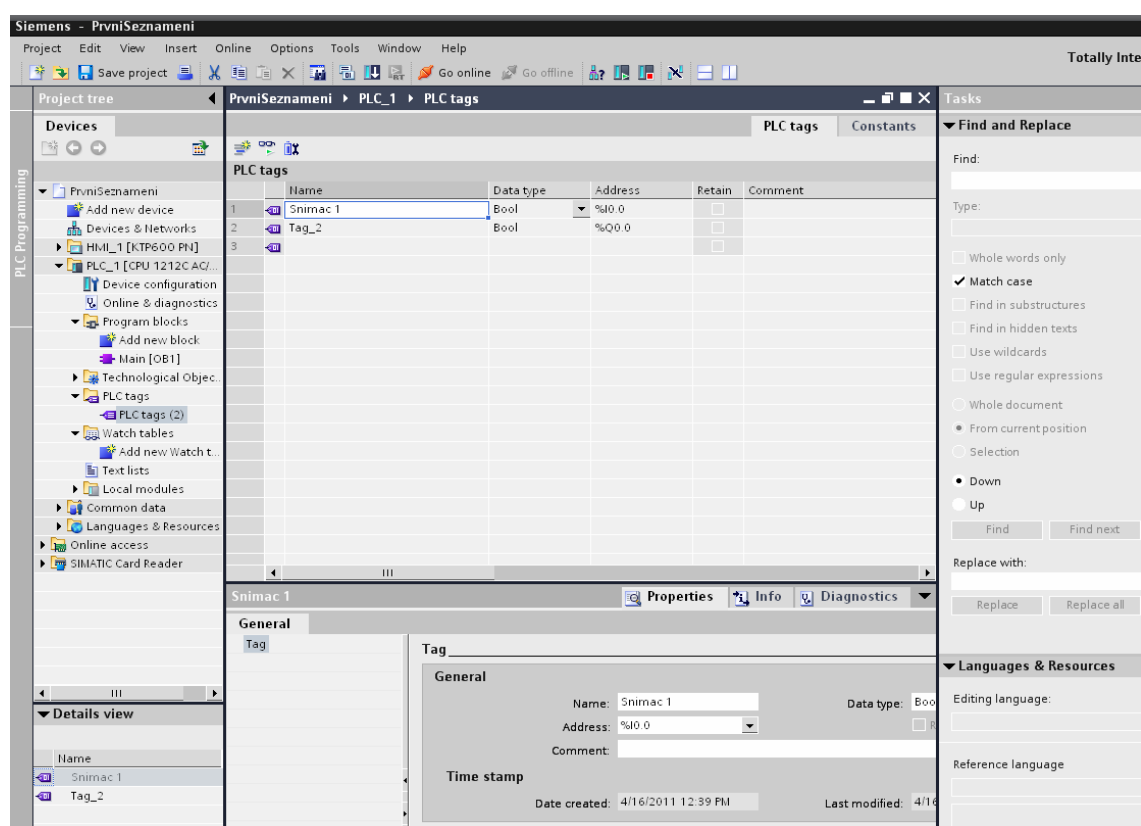 Siemens - PrvniSeznameni
Project Edit View Insert Online Options Tools Window Help
Totally Inte
Save project Go online Go offline
Project tree
PrvniSeznameni PLC_1 PLC tags
Tasks
Devices
PLC tags Constants
Find and Replace
PLC Programming
PLC tags
Find:
Name Data type Address Retain Comment
1 Snimac 1 Bool %I0.0
2 Tag_2 Bool %Q0.0
3
PrvniSeznameni
Add new device
Devices & Networks
HMI_1 [KTP600 PN]
PLC_1 [CPU 1212C AC/...
Device configuration
Online & diagnostics
Program blocks
Add new block
Main [OB1]
Technological Objec...
PLC tags
PLC tags (2)
Watch tables
Add new Watch t...
Text lists
Local modules
Common data
Languages & Resources
Online access
SIMATIC Card Reader
Type:
Whole words only
Match case
Find in substructures
Find in hidden texts
Use wildcards
Use regular expressions
Whole document
From current position
Selection
Down
Up
Find Find next
Replace with:
Replace Replace all
Snimac 1
Properties Info Diagnostics
General
Tag
Tag
General
Name: Snimac 1 Data type: Boo
Address: %I0.0 R
Comment:
Time stamp
Date created: 4/16/2011 12:39 PM Last modified: 4/16
Languages & Resources
Editing language:
Reference language
Details view
Name
Snimac 1
Tag_2